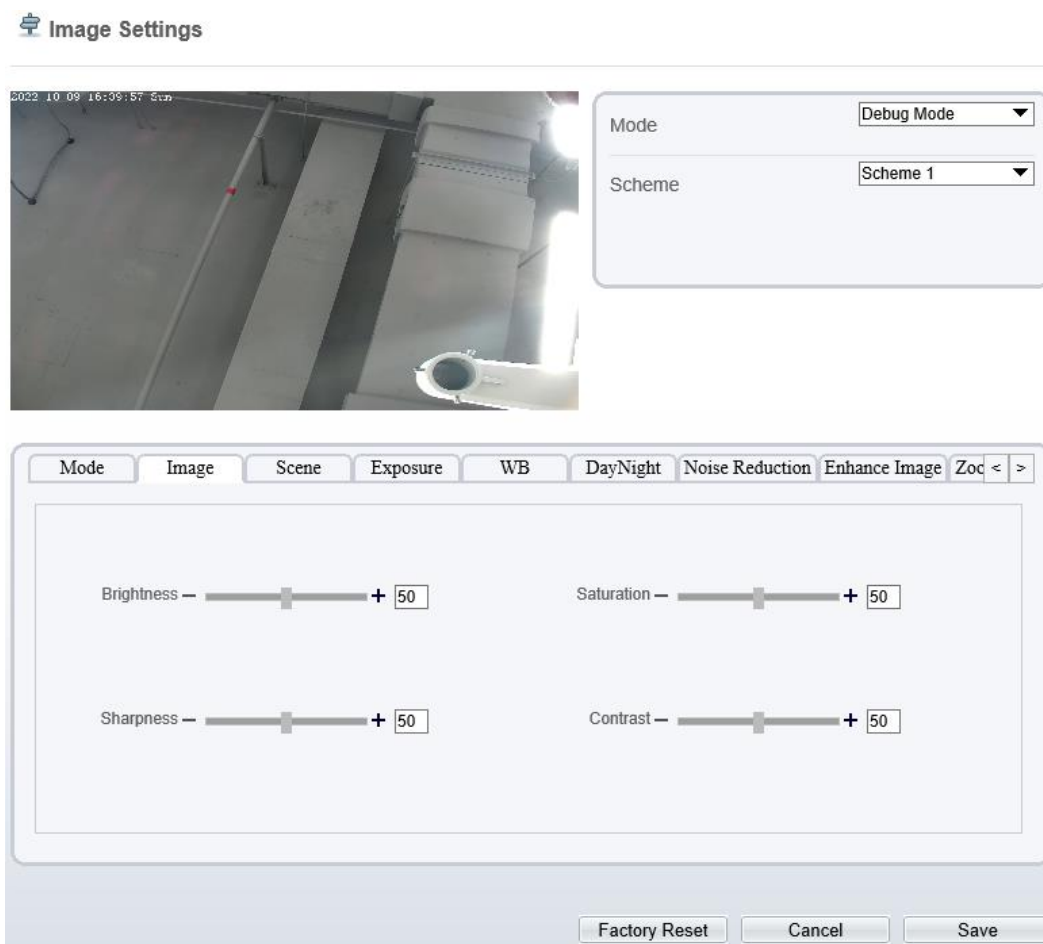 Image Settings
2022 10 09 16:39:57 Sun
Mode
Debug Mode
Scheme
Scheme 1
Mode Image Scene Exposure WB DayNight Noise Reduction Enhance Image Zoo < >
Brightness − + 50 Saturation − + 50
Sharpness − + 50 Contrast − + 50
Factory Reset Cancel Save